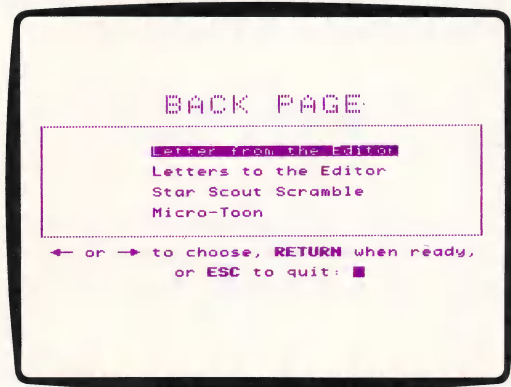 BACK PAGE
Letter from the Editor
Letters to the Editor
Star Scout Scramble
Micro-Toon
← or → to choose, RETURN when ready,
or ESC to quit: